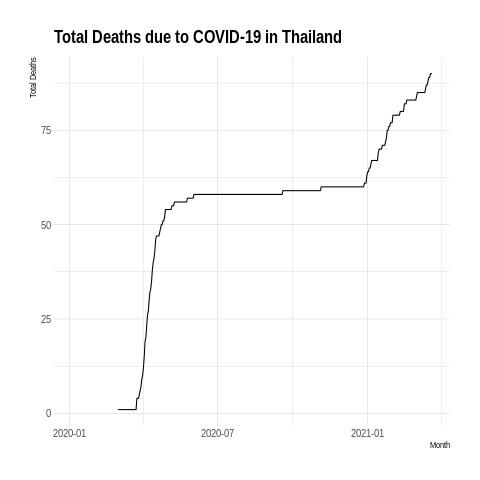 Total Deaths due to COVID-19 in Thailand
Total Deaths
75
50
25
0
2020-01
2020-07
2021-01
Month